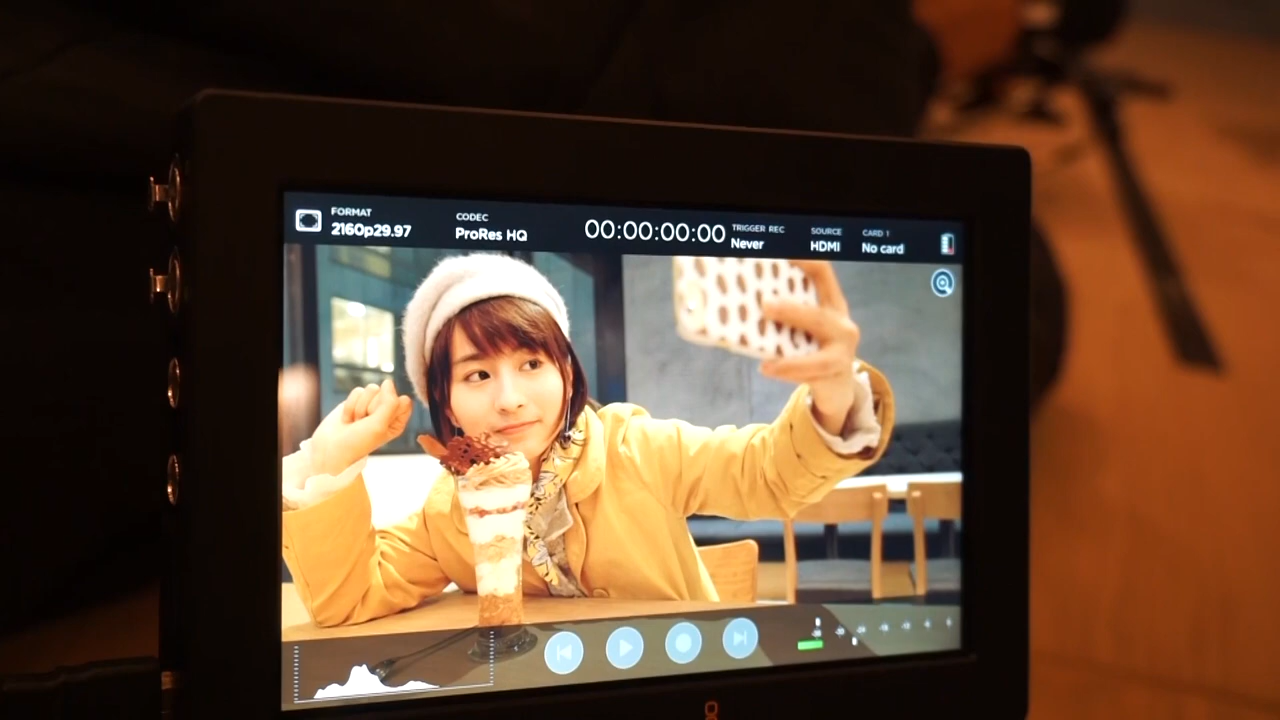 FORMAT
2160p29.97
CODEC
ProRes HQ
00:00:00:00
TRIGGER REC
Never
SOURCE
HDMI
CARD 1
No card